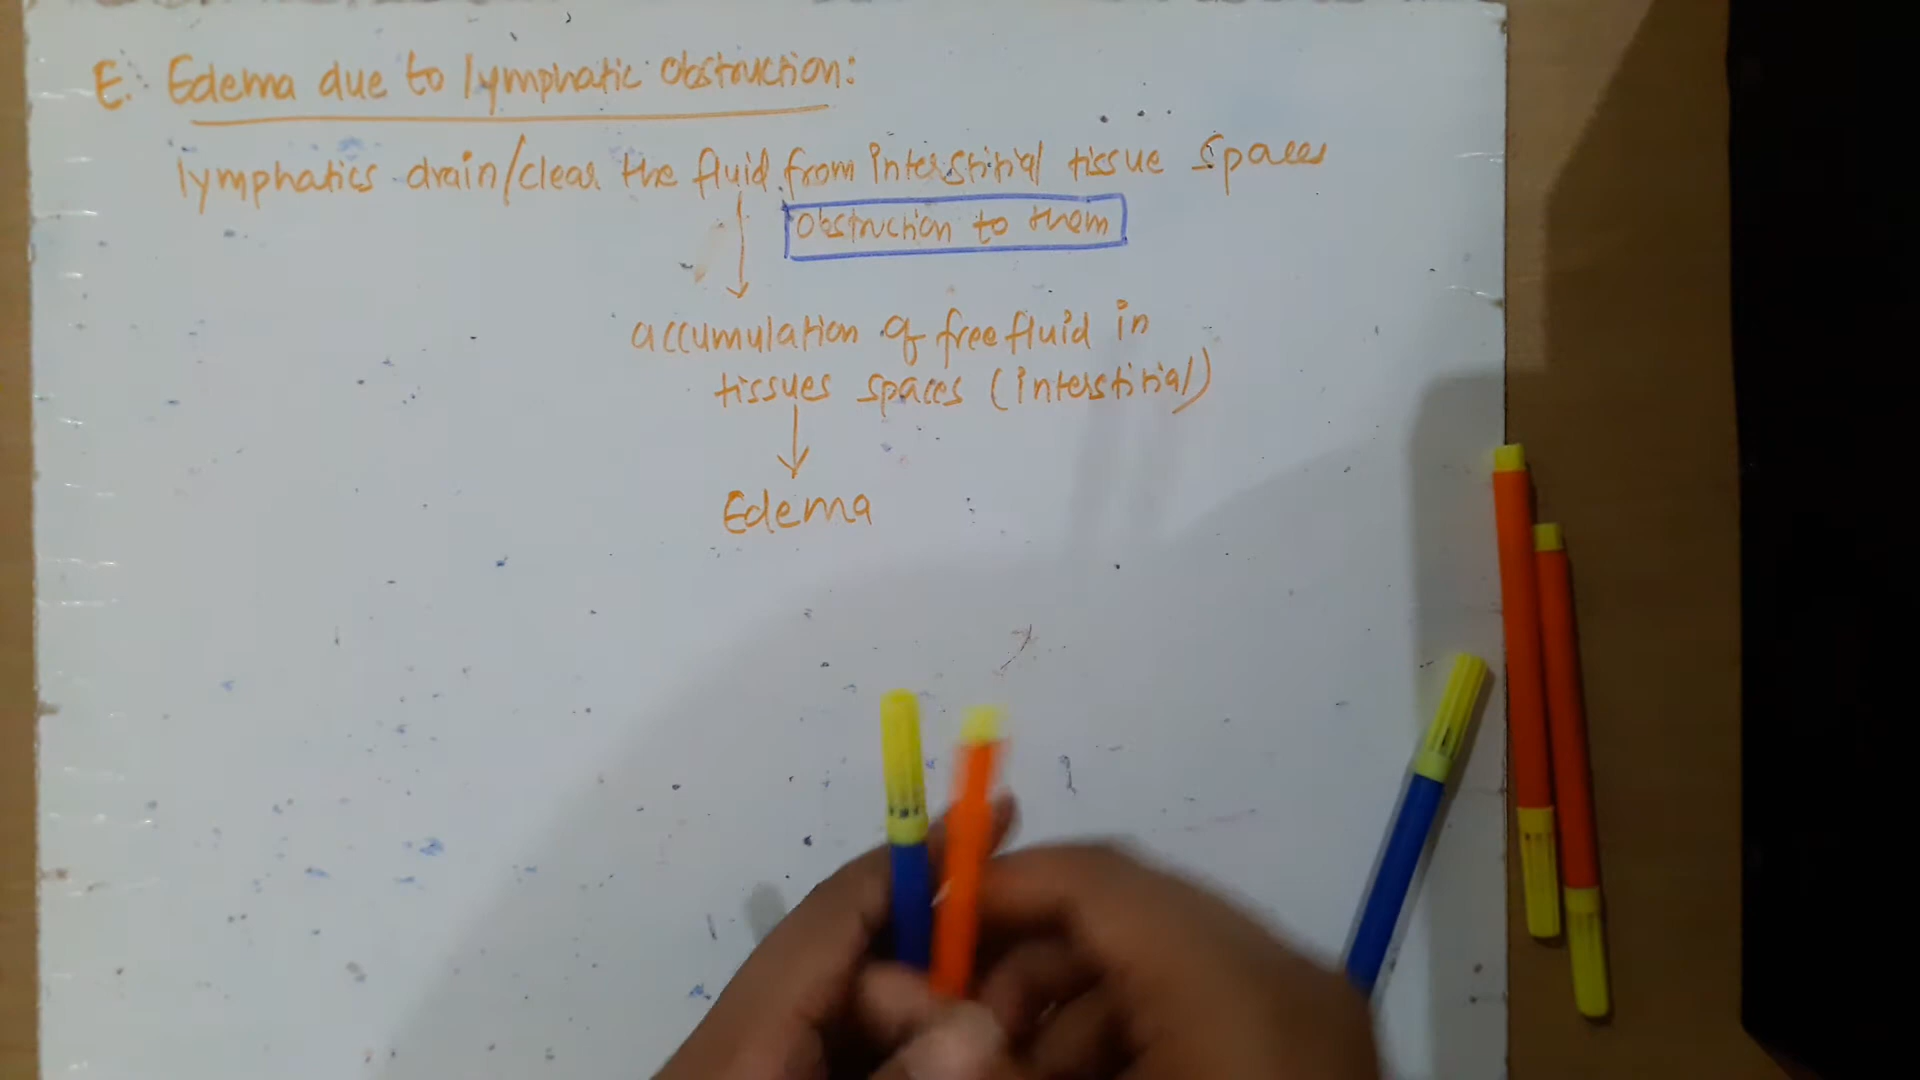 E. Edema due to lymphatic obstruction:
lymphatics drain/clear the fluid from interstitial tissue spaces
obstruction to them
accumulation of free fluid in
tissues spaces (interstitial)
Edema